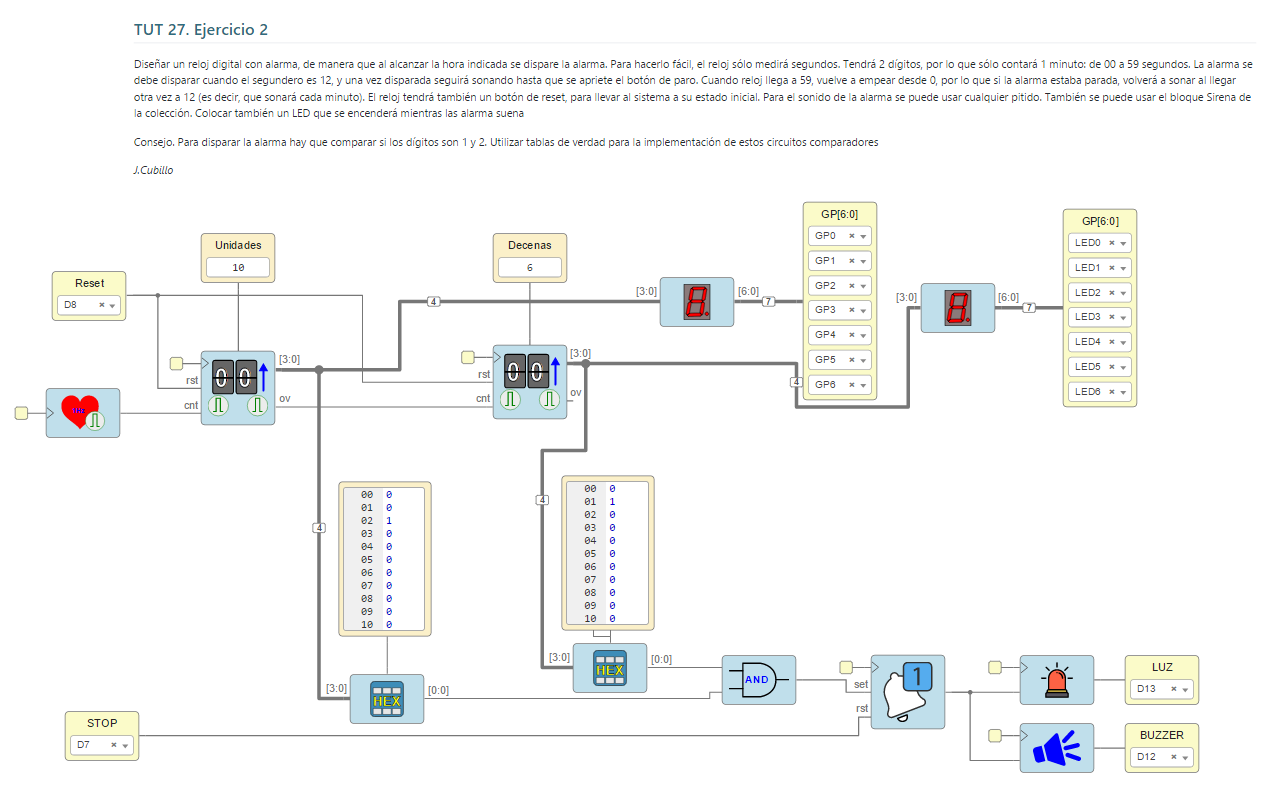 TUT 27. Ejercicio 2
Diseñar un reloj digital con alarma, de manera que al alcanzar la hora indicada se dispare la alarma. Para hacerlo fácil, el reloj sólo medirá segundos. Tendrá 2 dígitos, por lo que sólo contará 1 minuto: de 00 a 59 segundos. La alarma se
debe disparar cuando el segundero es 12, y una vez disparada seguirá sonando hasta que se apriete el botón de paro. Cuando reloj llega a 59, vuelve a empear desde 0, por lo que si la alarma estaba parada, volverá a sonar al llegar
otra vez a 12 (es decir, que sonará cada minuto). El reloj tendrá también un botón de reset, para llevar al sistema a su estado inicial. Para el sonido de la alarma se puede usar cualquier pitido. También se puede usar el bloque Sirena de
la colección. Colocar también un LED que se encenderá mientras las alarma suena
Consejo. Para disparar la alarma hay que comparar si los dígitos son 1 y 2. Utilizar tablas de verdad para la implementación de estos circuitos comparadores
J.Cubillo
GP[6:0]
GP0
GP1
GP2
GP3
GP4
GP5
GP6
GP[6:0]
LED0
LED1
LED2
LED3
LED4
LED5
LED6
Unidades
10
Decenas
6
Reset
D8
[3:0]
[6:0]
4
7
[3:0]
[6:0]
7
4
rst
cnt
00
[3:0]
ov
rst
cnt
00
[3:0]
ov
1Hz
4
4
00 0
01 0
02 1
03 0
04 0
05 0
06 0
07 0
08 0
09 0
10 0
00 0
01 1
02 0
03 0
04 0
05 0
06 0
07 0
08 0
09 0
10 0
[3:0]
HEX
[0:0]
[3:0]
HEX
[0:0]
AND
set
rst
1
LUZ
D13
BUZZER
D12
STOP
D7